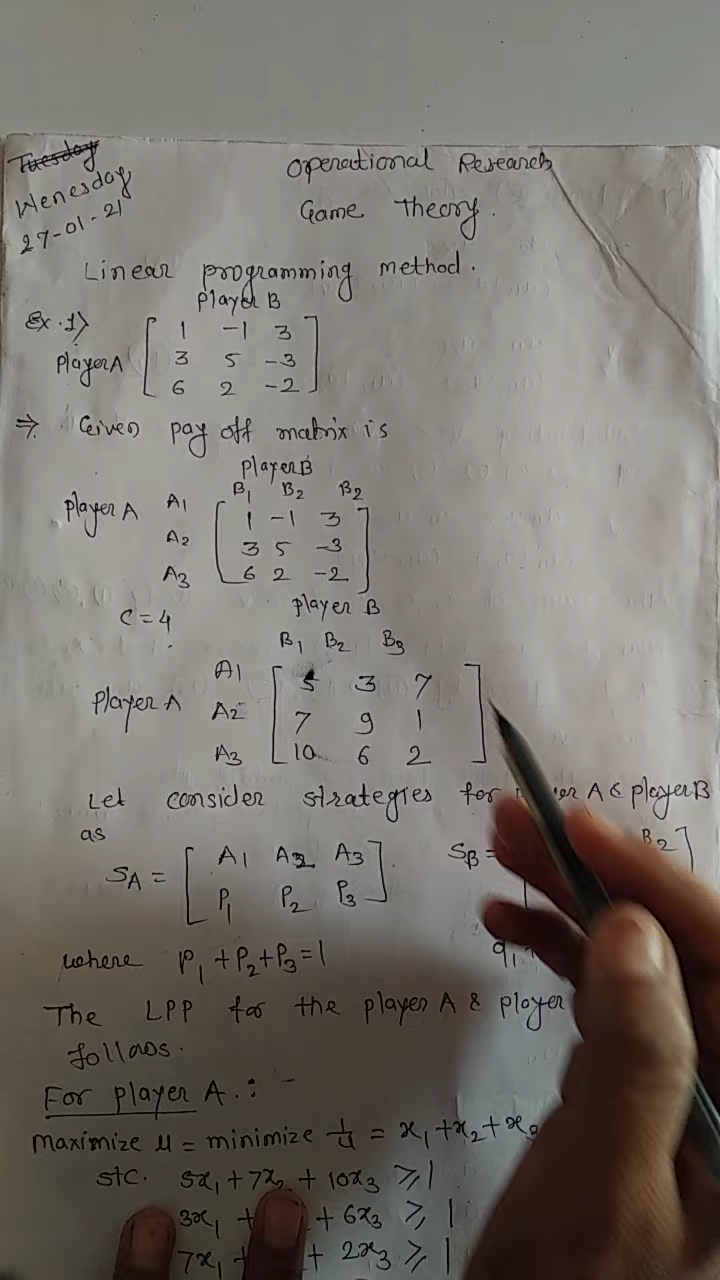 Tuesday
Wenesday
27-01-21
Operational Research
Game Theory.
Linear programming method.
player B
Ex.1)
player A
1 -1 3
3 5 -3
6 2 -2
⇒ Given pay off matrix is
player B
B1 B2 B2
player A
A1 1 -1 3
A2 3 5 -3
A3 6 2 -2
C=4
player B
B1 B2 B3
player A
A1 5 3 7
A2 7 9 1
A3 10 6 2
Let consider strategies for A & player B
as
SA = [ A1 A2 A3 ] SB = B2 ]
P1 P2 P3
where P1 + P2 + P3 = 1 q1
The LPP for the player A & player
follaos.
For player A.: -
Maximize u = minimize 1/u = x1 + x2 + x3
stc. 5x1 + 7x2 + 10x3 ≥ 1
3x1 + + 6x3 ≥ 1
7x1 + + 2x3 ≥ 1